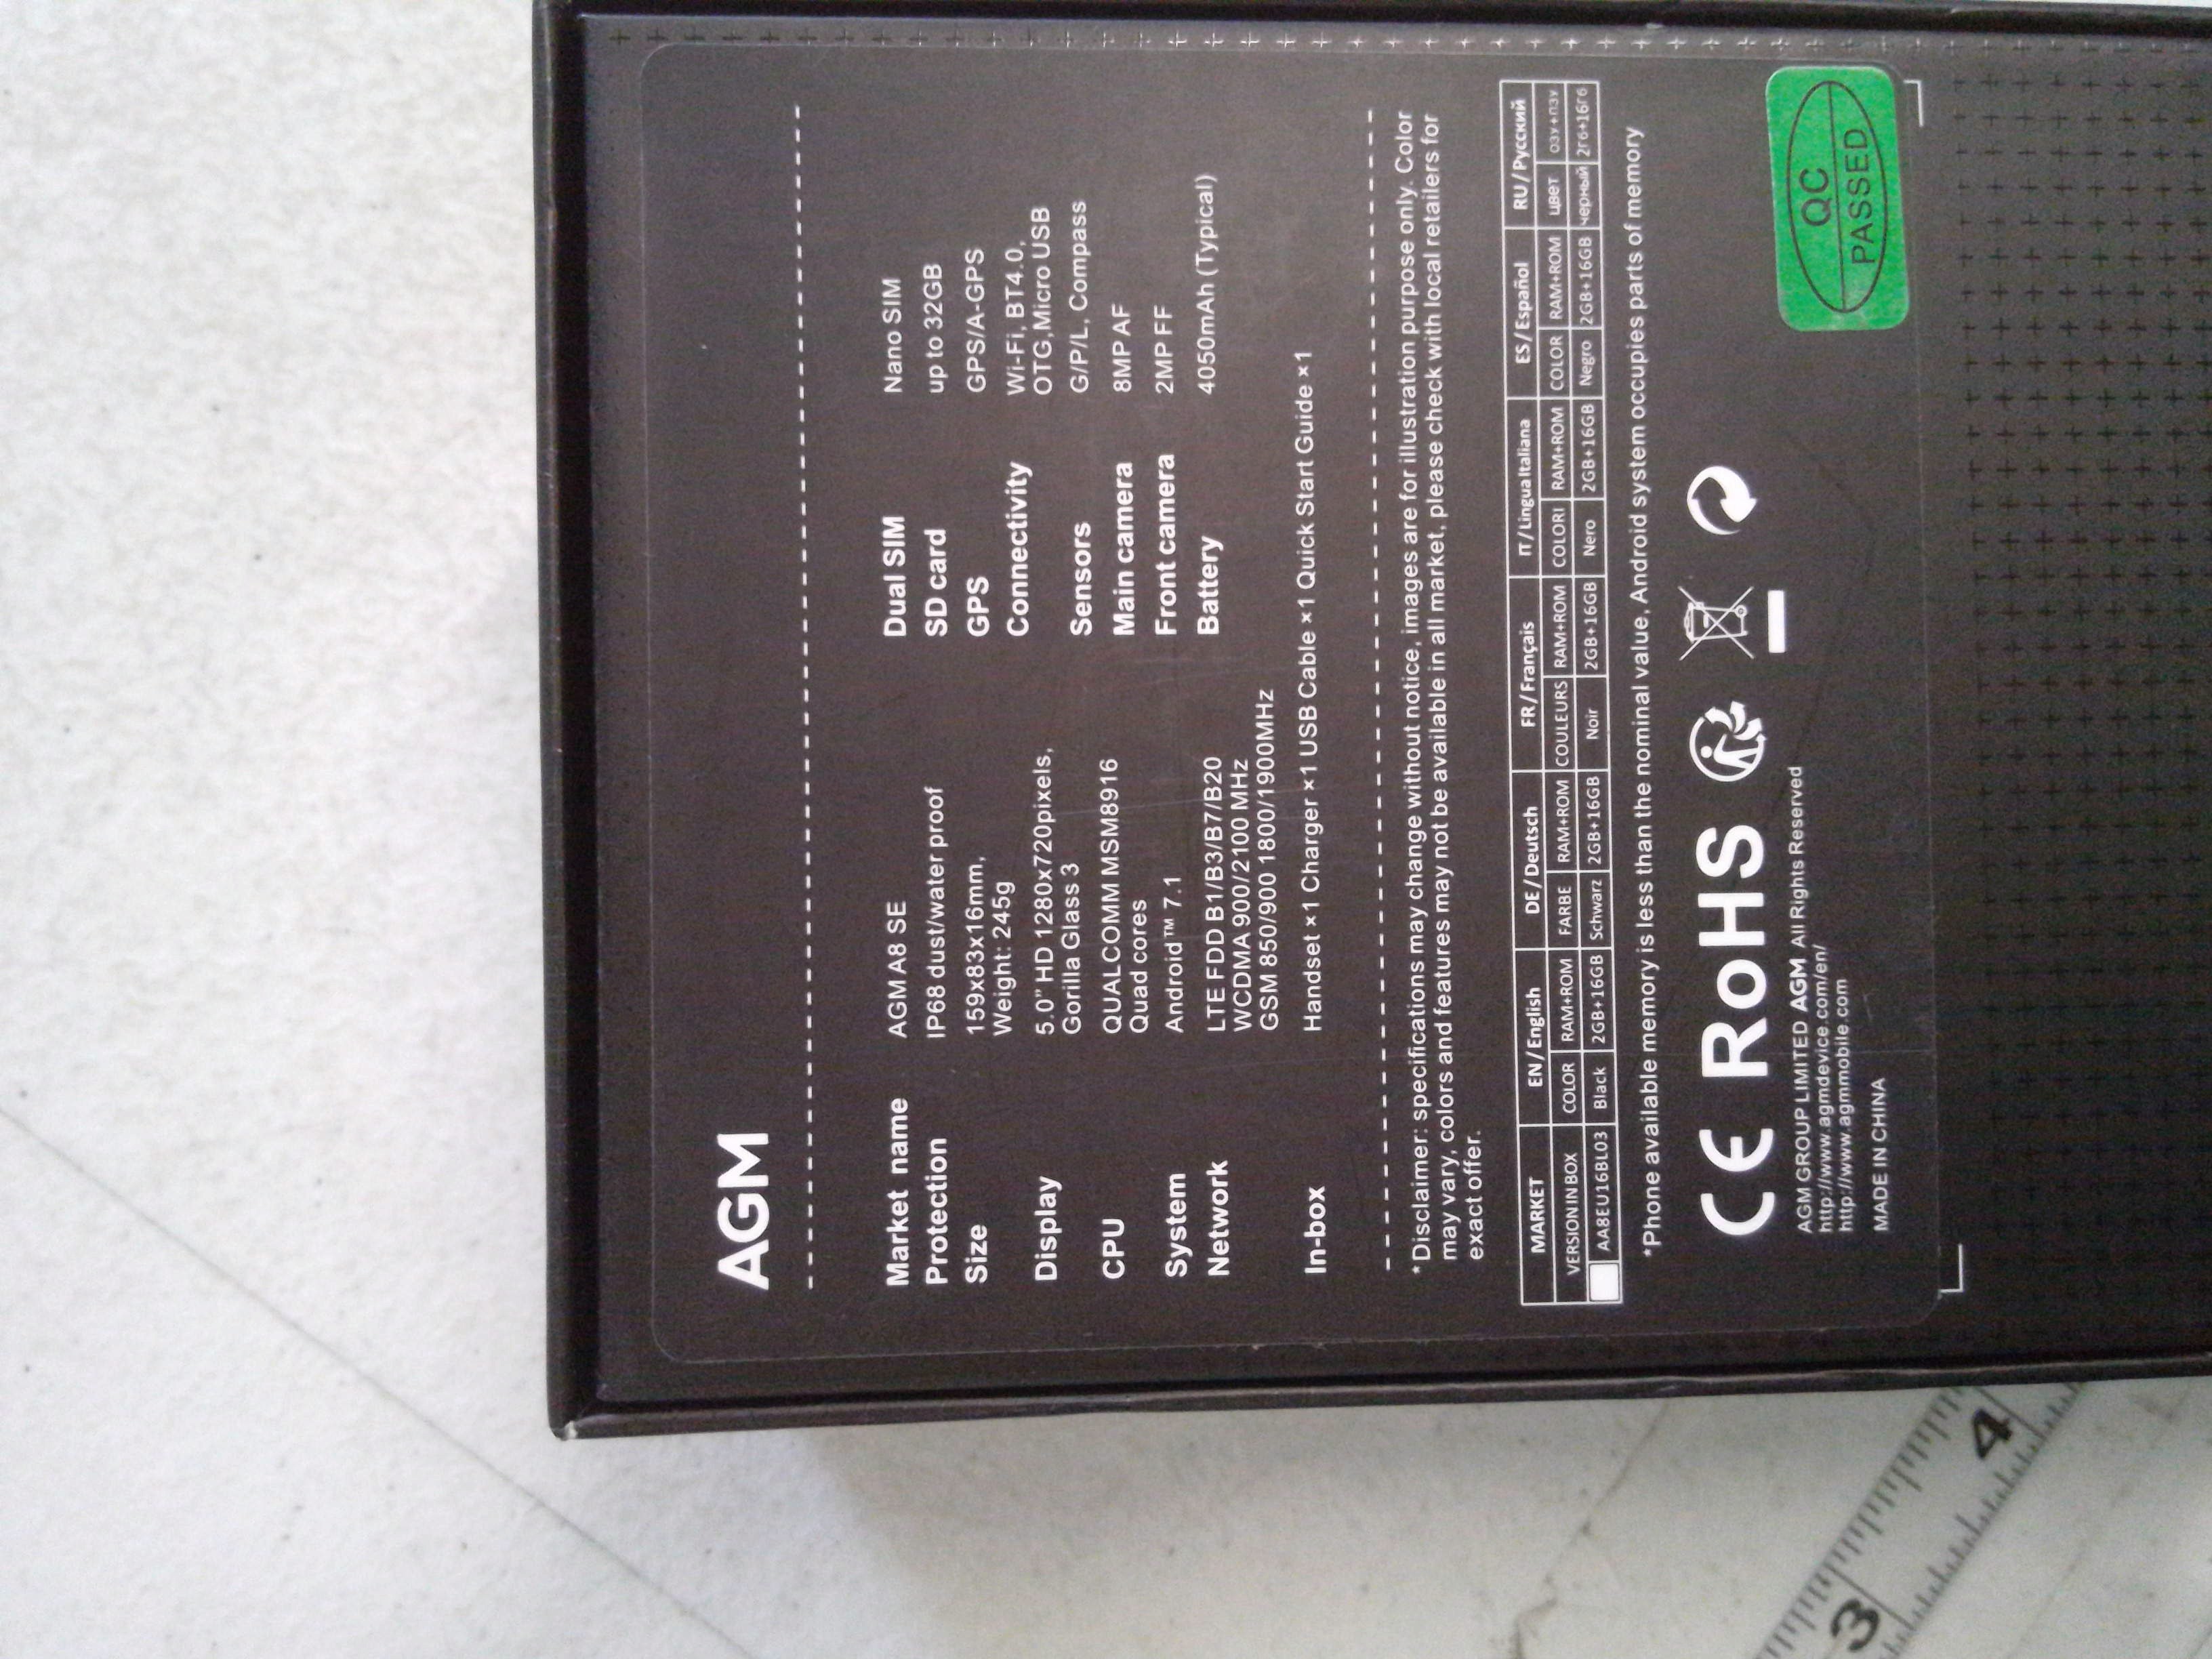 AGM
Market name AGM A8 SE
Protection IP68 dust/water proof
Size 159x83x16mm,
Weight: 245g
Display 5.0" HD 1280x720pixels,
Gorilla Glass 3
CPU QUALCOMM MSM8916
Quad cores
System Android™ 7.1
Network LTE FDD B1/B3/B7/B20
WCDMA 900/2100 MHz
GSM 850/900 1800/1900MHz
Dual SIM Nano SIM
SD card up to 32GB
GPS GPS/A-GPS
Connectivity Wi-Fi, BT4.0,
OTG,Micro USB
Sensors G/P/L, Compass
Main camera 8MP AF
Front camera 2MP FF
Battery 4050mAh (Typical)
In-box Handset ×1 Charger ×1 USB Cable ×1 Quick Start Guide ×1
*Disclaimer: specifications may change without notice, images are for illustration purpose only. Color
may vary, colors and features may not be available in all market, please check with local retailers for
exact offer.
MARKET EN/English DE/Deutsch FR/Français IT/Lingua Italiana ES/Español RU/Русский
VERSION IN BOX COLOR RAM+ROM FARBE RAM+ROM COULEURS RAM+ROM COLORI RAM+ROM COLOR RAM+ROM цвет озу+пзу
AA8EU16BL03 Black 2GB+16GB Schwarz 2GB+16GB Noir 2GB+16GB Nero 2GB+16GB Negro 2GB+16GB черный 2гб+16гб
*Phone available memory is less than the nominal value. Android system occupies parts of memory
CE RoHS
AGM GROUP LIMITED AGM All Rights Reserved
http://www.agmdevice.com/en/
http://www.agmmobile.com
MADE IN CHINA
QC
PASSED
3
4